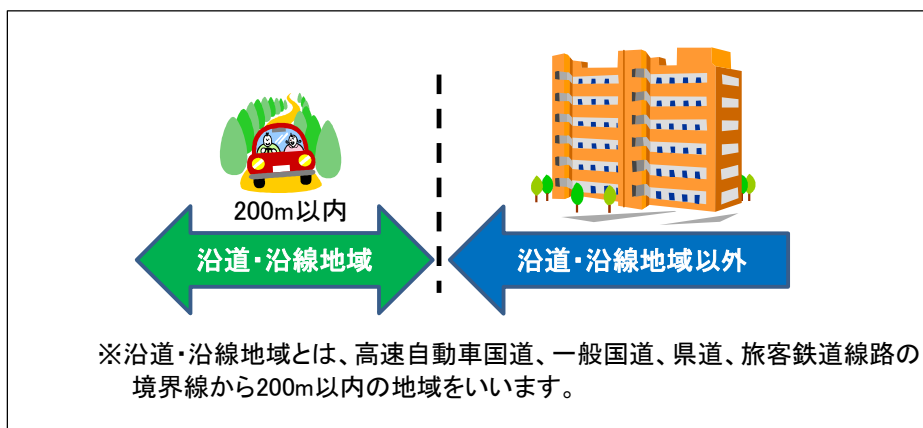 200m以内
沿道・沿線地域
沿道・沿線地域以外
※沿道・沿線地域とは、高速自動車国道、一般国道、県道、旅客鉄道線路の
境界線から200m以内の地域をいいます。